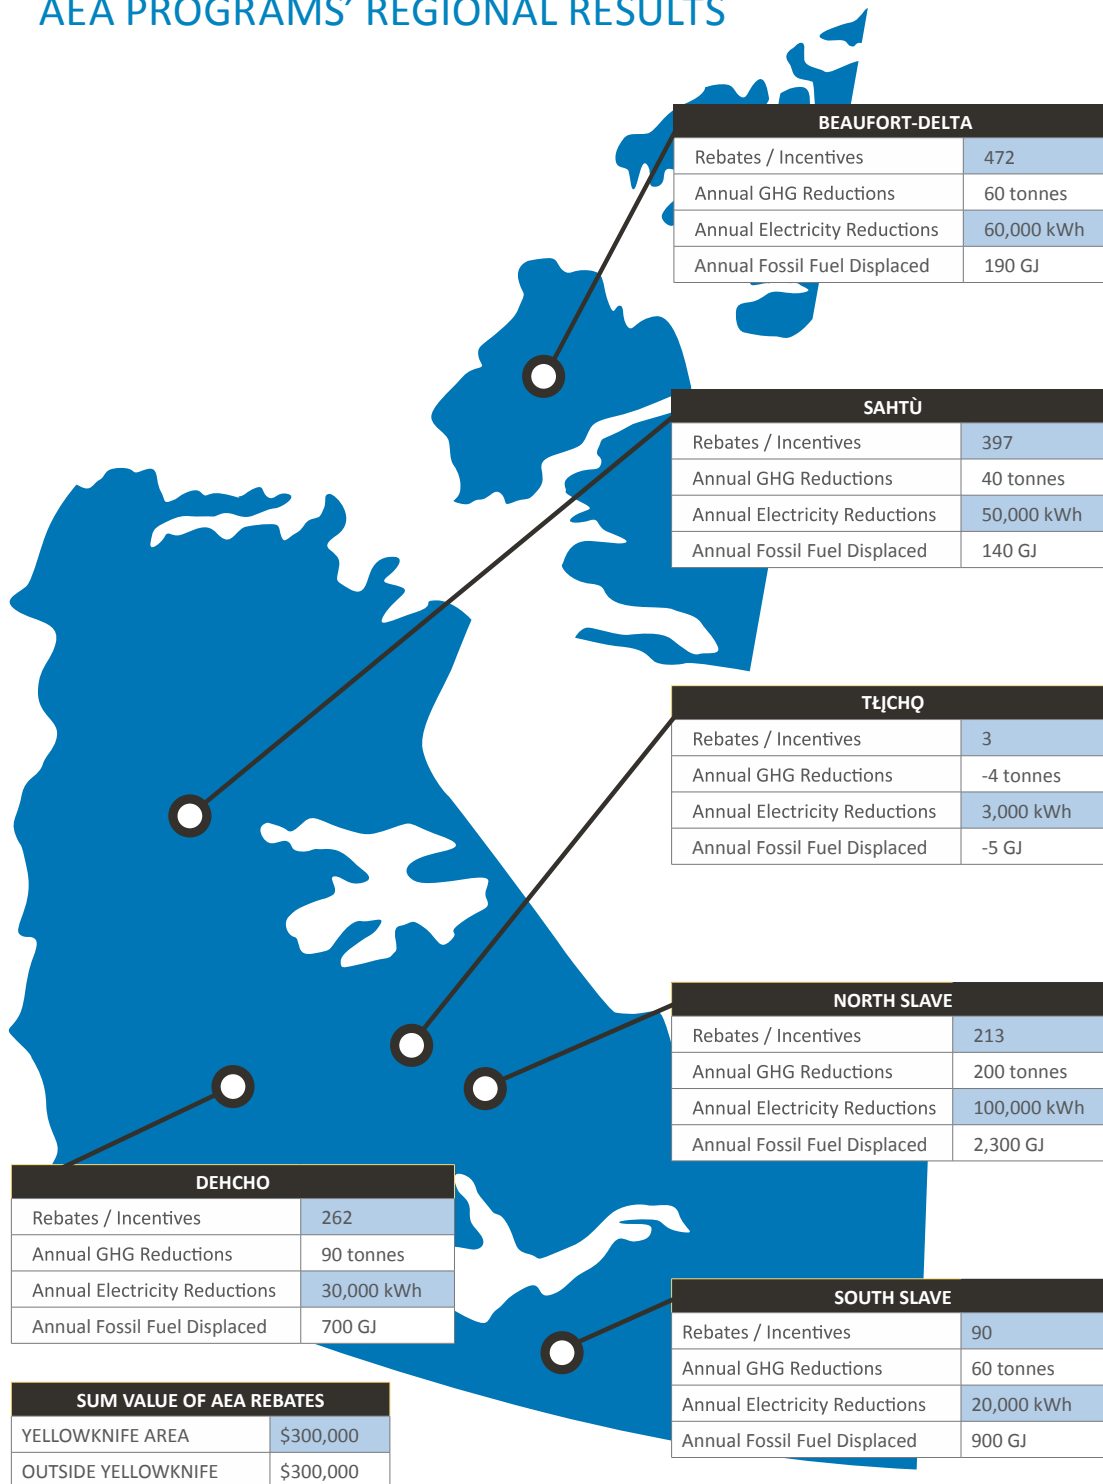 AEA PROGRAMS’ REGIONAL RESULTS
BEAUFORT-DELTA
Rebates / Incentives 472
Annual GHG Reductions 60 tonnes
Annual Electricity Reductions 60,000 kWh
Annual Fossil Fuel Displaced 190 GJ
SAHTÙ
Rebates / Incentives 397
Annual GHG Reductions 40 tonnes
Annual Electricity Reductions 50,000 kWh
Annual Fossil Fuel Displaced 140 GJ
TŁĮCHǪ
Rebates / Incentives 3
Annual GHG Reductions -4 tonnes
Annual Electricity Reductions 3,000 kWh
Annual Fossil Fuel Displaced -5 GJ
NORTH SLAVE
Rebates / Incentives 213
Annual GHG Reductions 200 tonnes
Annual Electricity Reductions 100,000 kWh
Annual Fossil Fuel Displaced 2,300 GJ
DEHCHO
Rebates / Incentives 262
Annual GHG Reductions 90 tonnes
Annual Electricity Reductions 30,000 kWh
Annual Fossil Fuel Displaced 700 GJ
SOUTH SLAVE
Rebates / Incentives 90
Annual GHG Reductions 60 tonnes
Annual Electricity Reductions 20,000 kWh
Annual Fossil Fuel Displaced 900 GJ
SUM VALUE OF AEA REBATES
YELLOWKNIFE AREA $300,000
OUTSIDE YELLOWKNIFE $300,000